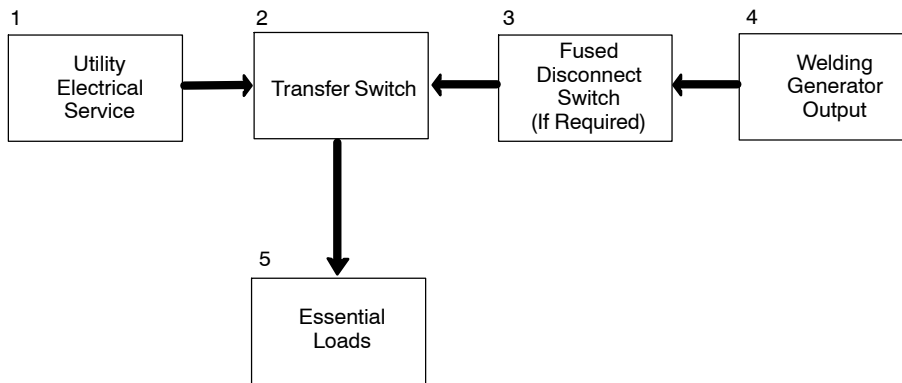 1
Utility
Electrical
Service
2
Transfer Switch
3
Fused
Disconnect
Switch
(If Required)
4
Welding
Generator
Output
5
Essential
Loads